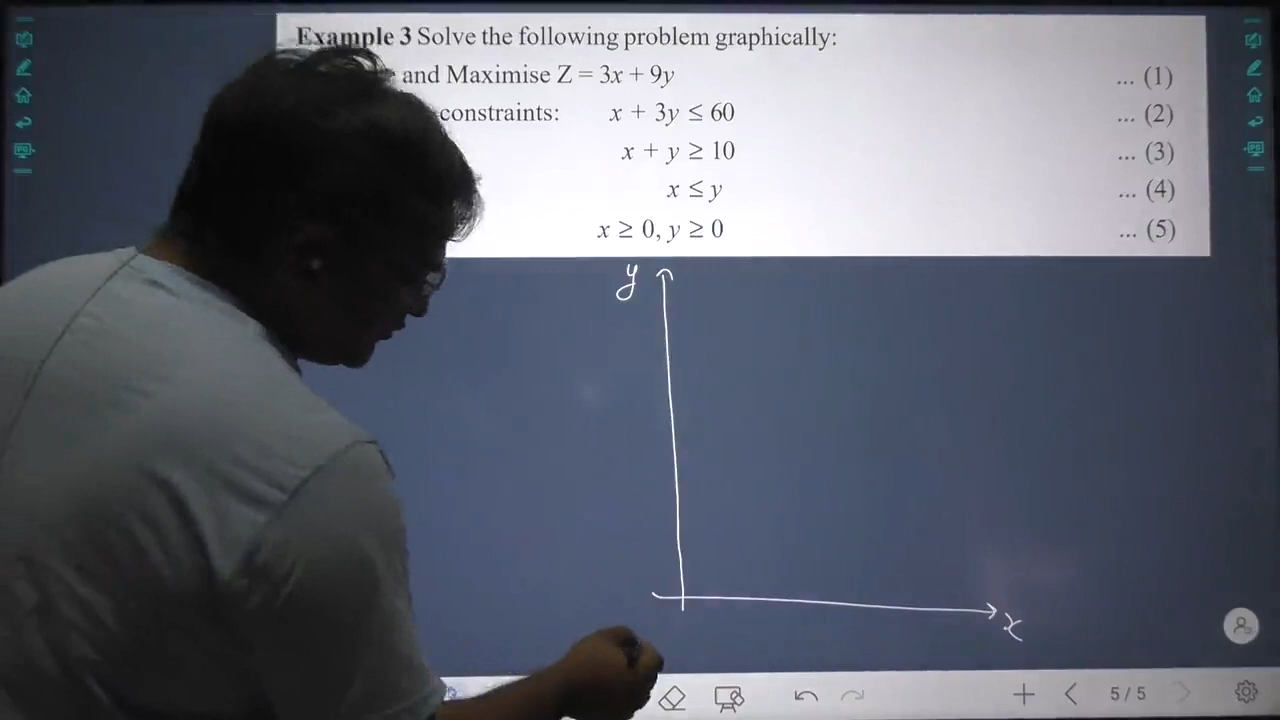 Example 3 Solve the following problem graphically:
and Maximise Z = 3x + 9y ... (1)
constraints: x + 3y ≤ 60 ... (2)
x + y ≥ 10 ... (3)
x ≤ y ... (4)
x ≥ 0, y ≥ 0 ... (5)
y
x
5 / 5